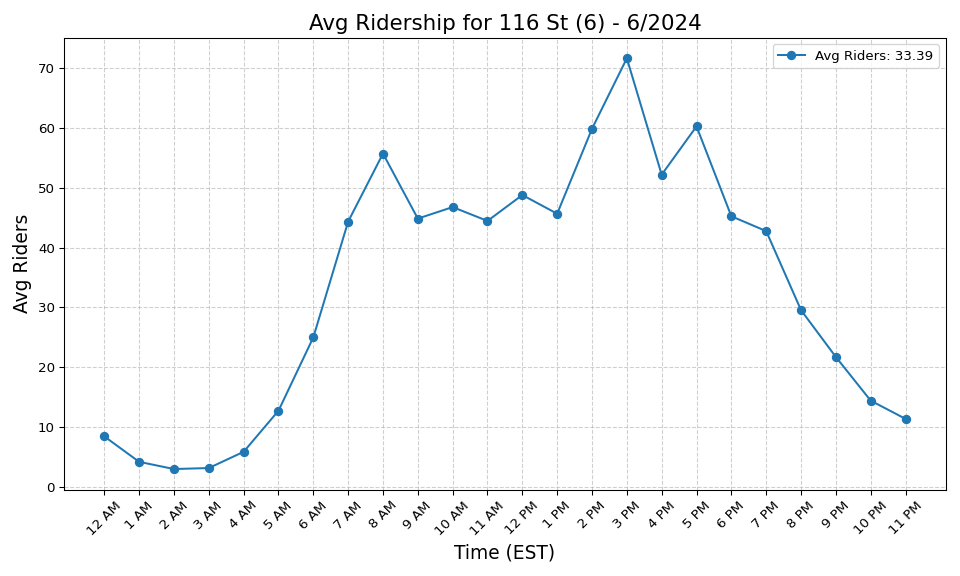 Avg Ridership for 116 St (6) - 6/2024
Avg Riders: 33.39
Avg Riders
70
60
50
40
30
20
10
0
12 AM
1 AM
2 AM
3 AM
4 AM
5 AM
6 AM
7 AM
8 AM
9 AM
10 AM
11 AM
12 PM
1 PM
2 PM
3 PM
4 PM
5 PM
6 PM
7 PM
8 PM
9 PM
10 PM
11 PM
Time (EST)